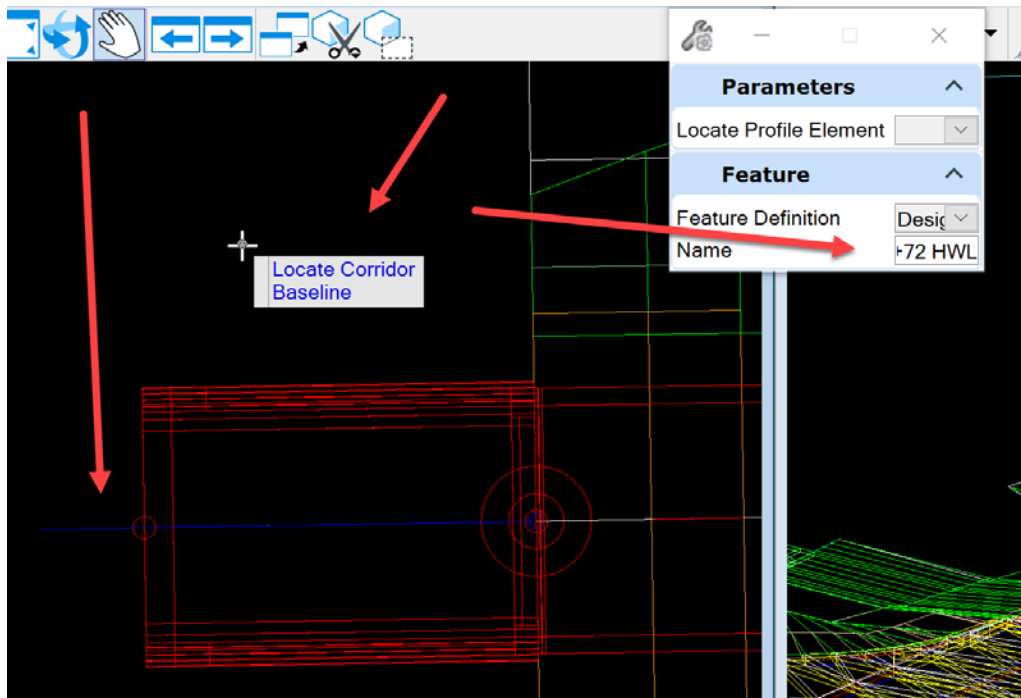 Parameters
Locate Profile Element
Feature
Feature Definition Desig
Name +72 HWL
Locate Corridor
Baseline